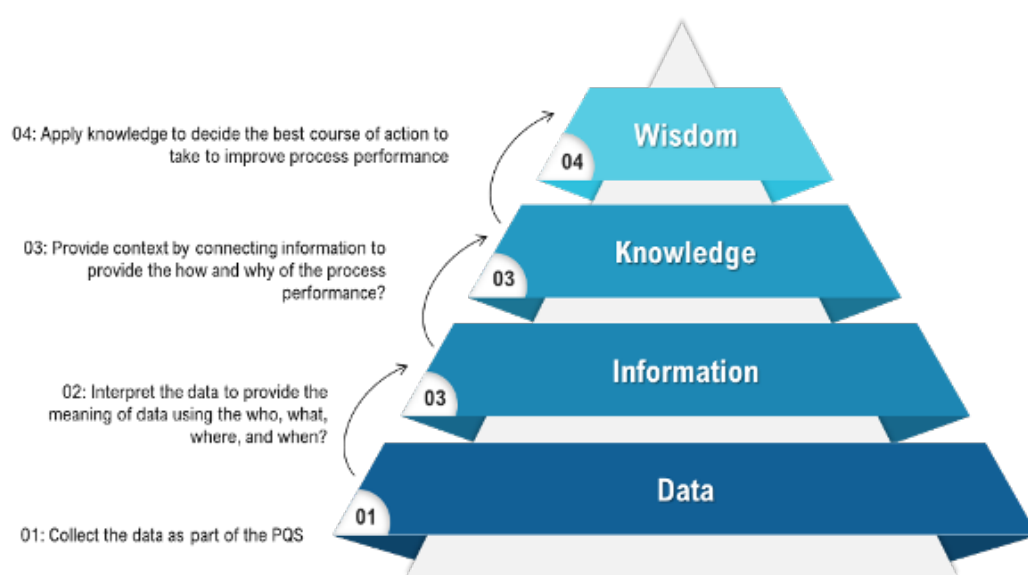 Wisdom
04: Apply knowledge to decide the best course of action to
take to improve process performance
04
03: Provide context by connecting information to
provide the how and why of the process
performance?
Knowledge
03
Information
02: Interpret the data to provide the
meaning of data using the who, what,
where, and when?
03
Data
01
01: Collect the data as part of the PQS